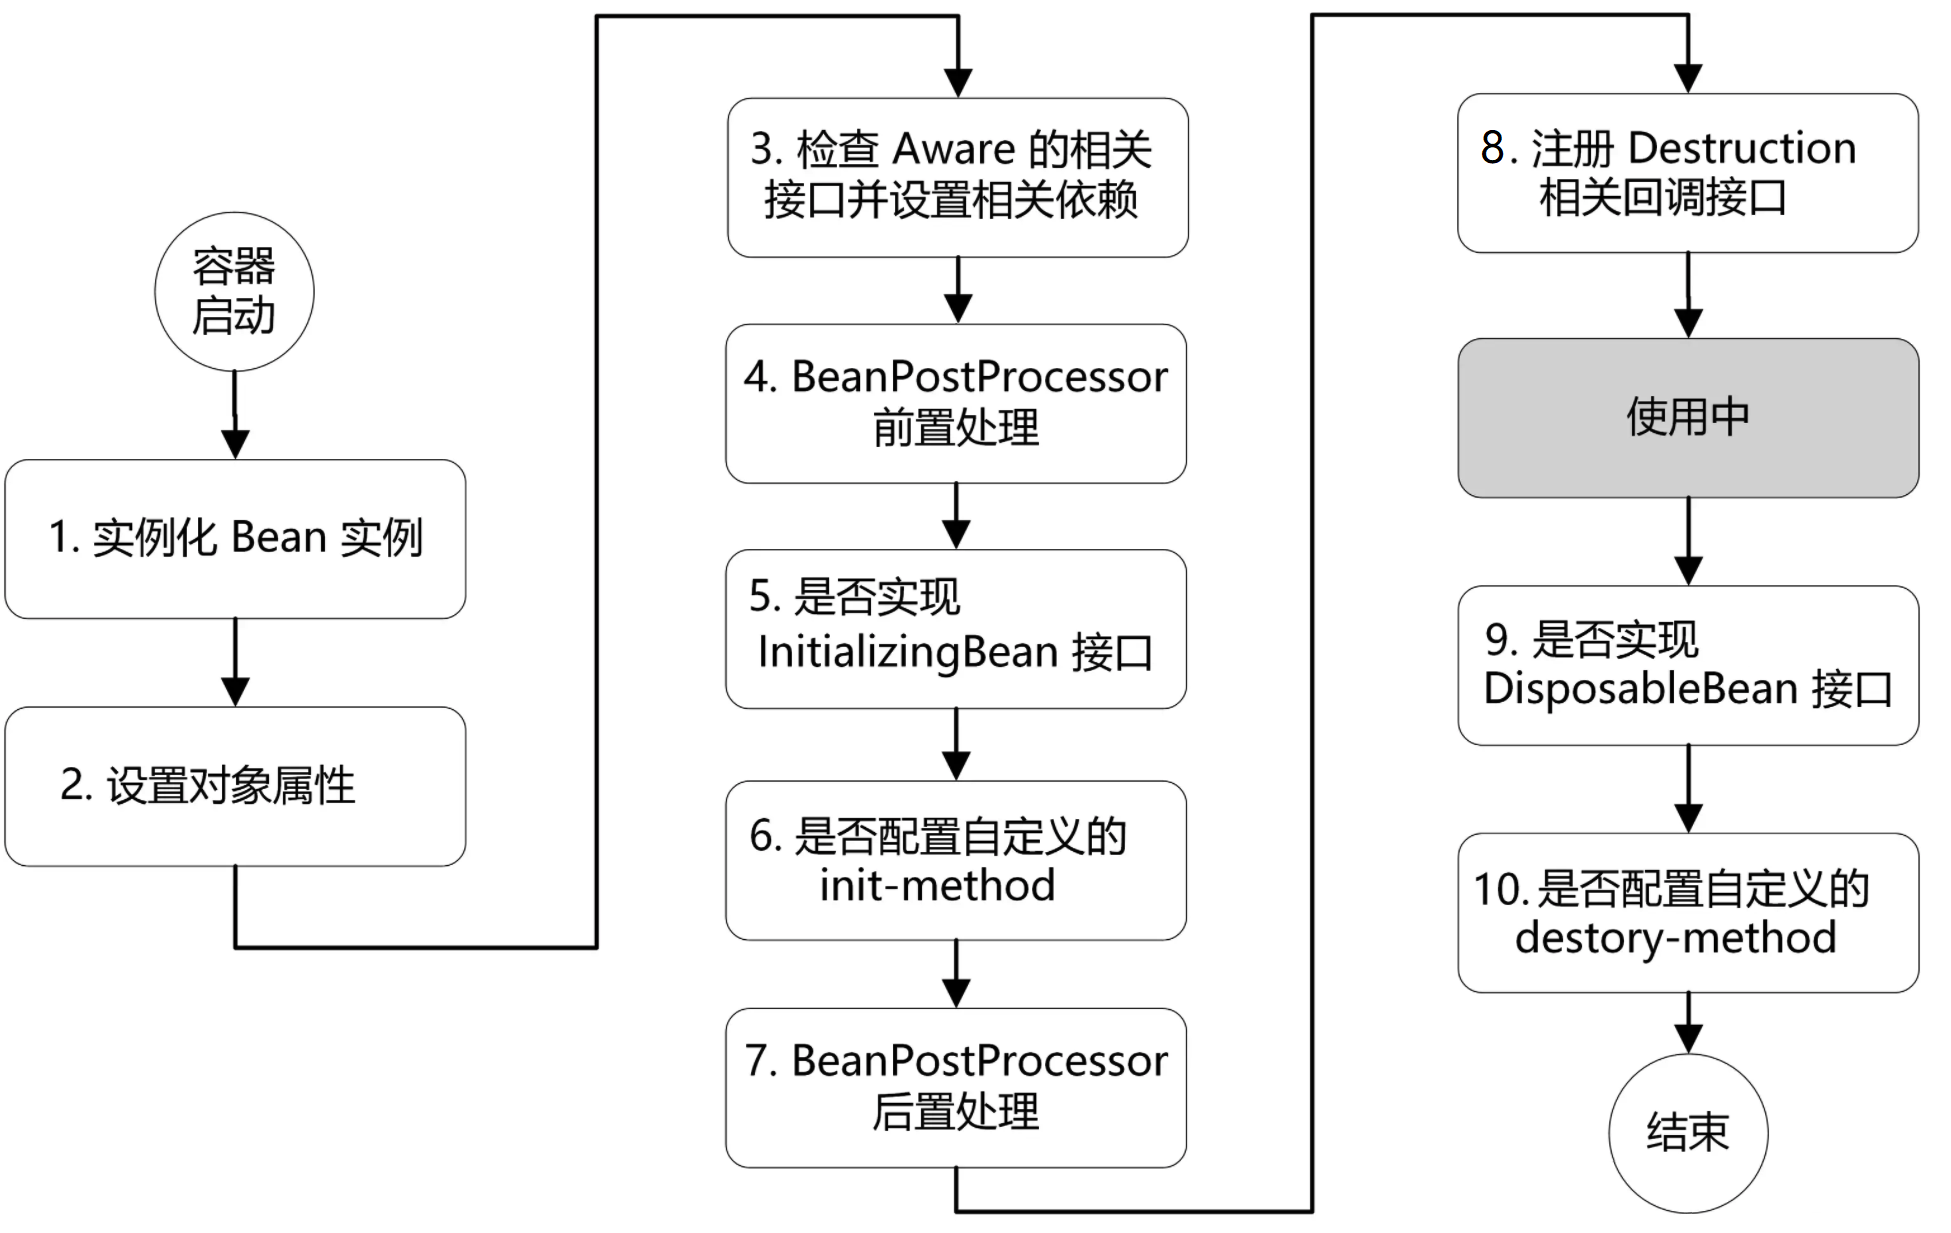 容器
启动
1. 实例化 Bean 实例
2. 设置对象属性
3. 检查 Aware 的相关
接口并设置相关依赖
4. BeanPostProcessor
前置处理
5. 是否实现
InitializingBean 接口
6. 是否配置自定义的
init-method
7. BeanPostProcessor
后置处理
8. 注册 Destruction
相关回调接口
使用中
9. 是否实现
DisposableBean 接口
10. 是否配置自定义的
destory-method
结束